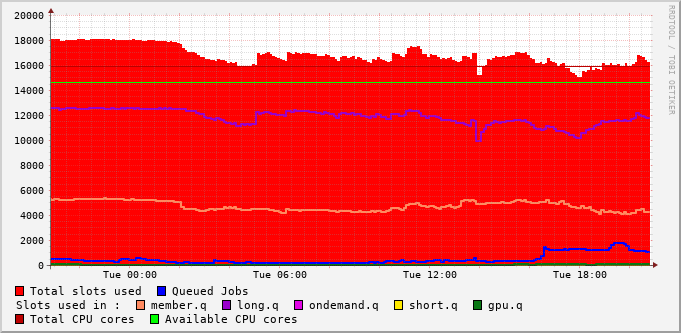 20000
18000
16000
14000
12000
10000
8000
6000
4000
2000
0
Tue 00:00 Tue 06:00 Tue 12:00 Tue 18:00
RRDTOOL / TOBI OETIKER
Total slots used Queued Jobs
Slots used in : member.q long.q ondemand.q short.q gpu.q
Total CPU cores Available CPU cores